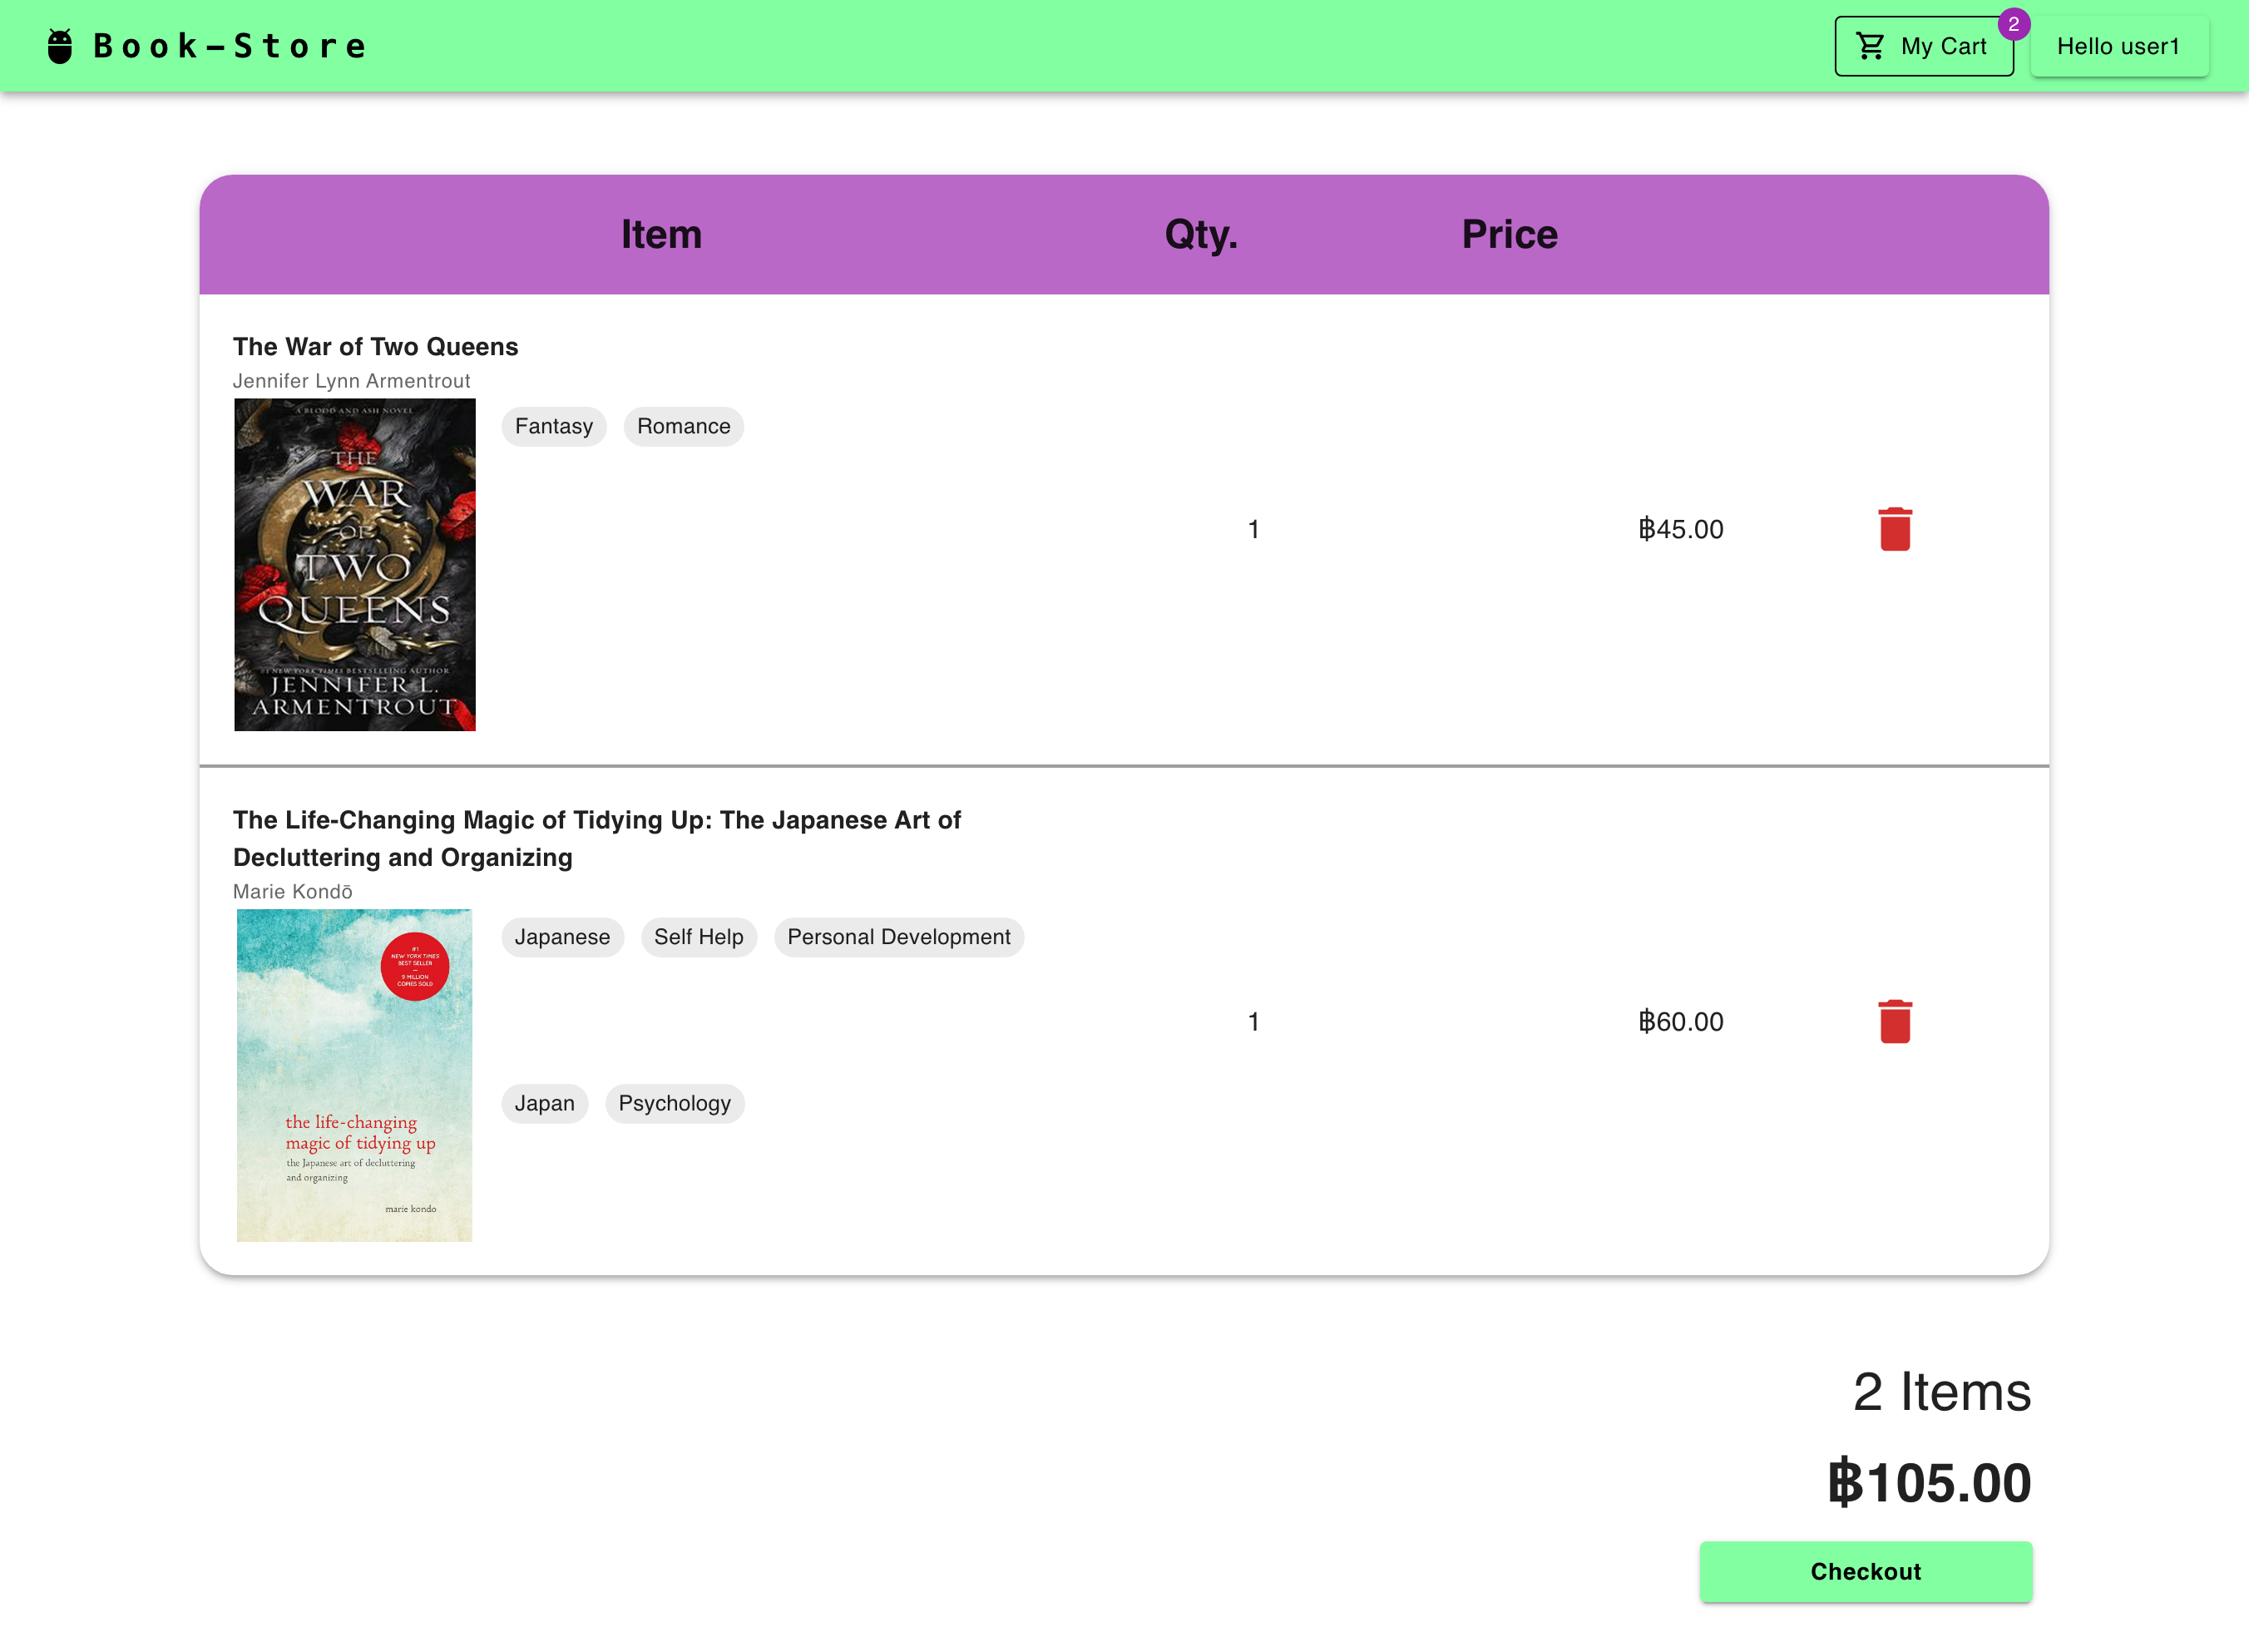 Book-Store
My Cart
2
Hello user1
Item
Qty.
Price
The War of Two Queens
Jennifer Lynn Armentrout
A BLOOD AND ASH NOVEL
THE
WAR
OF
TWO
QUEENS
#1 NEW YORK TIMES BESTSELLING AUTHOR
JENNIFER L.
ARMENTROUT
Fantasy
Romance
1
฿45.00
The Life-Changing Magic of Tidying Up: The Japanese Art of
Decluttering and Organizing
Marie Kondō
#1
NEW YORK TIMES
BEST SELLER
9 MILLION
COPIES SOLD
the life-changing
magic of tidying up
the Japanese art of decluttering
and organizing
marie kondo
Japanese
Self Help
Personal Development
Japan
Psychology
1
฿60.00
2 Items
฿105.00
Checkout